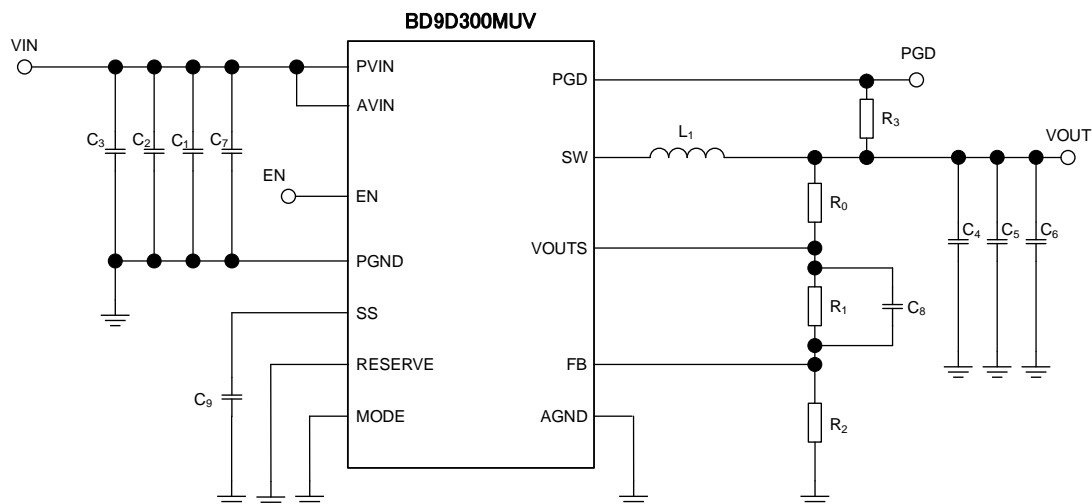 BD9D300MUV
VIN
PVIN
AVIN
C₃
C₂
C₁
C₇
EN
EN
PGND
SS
RESERVE
C₉
MODE
PGD
PGD
R₃
L₁
SW
VOUT
R₀
VOUTS
C₄
C₅
C₆
R₁
C₈
FB
AGND
R₂